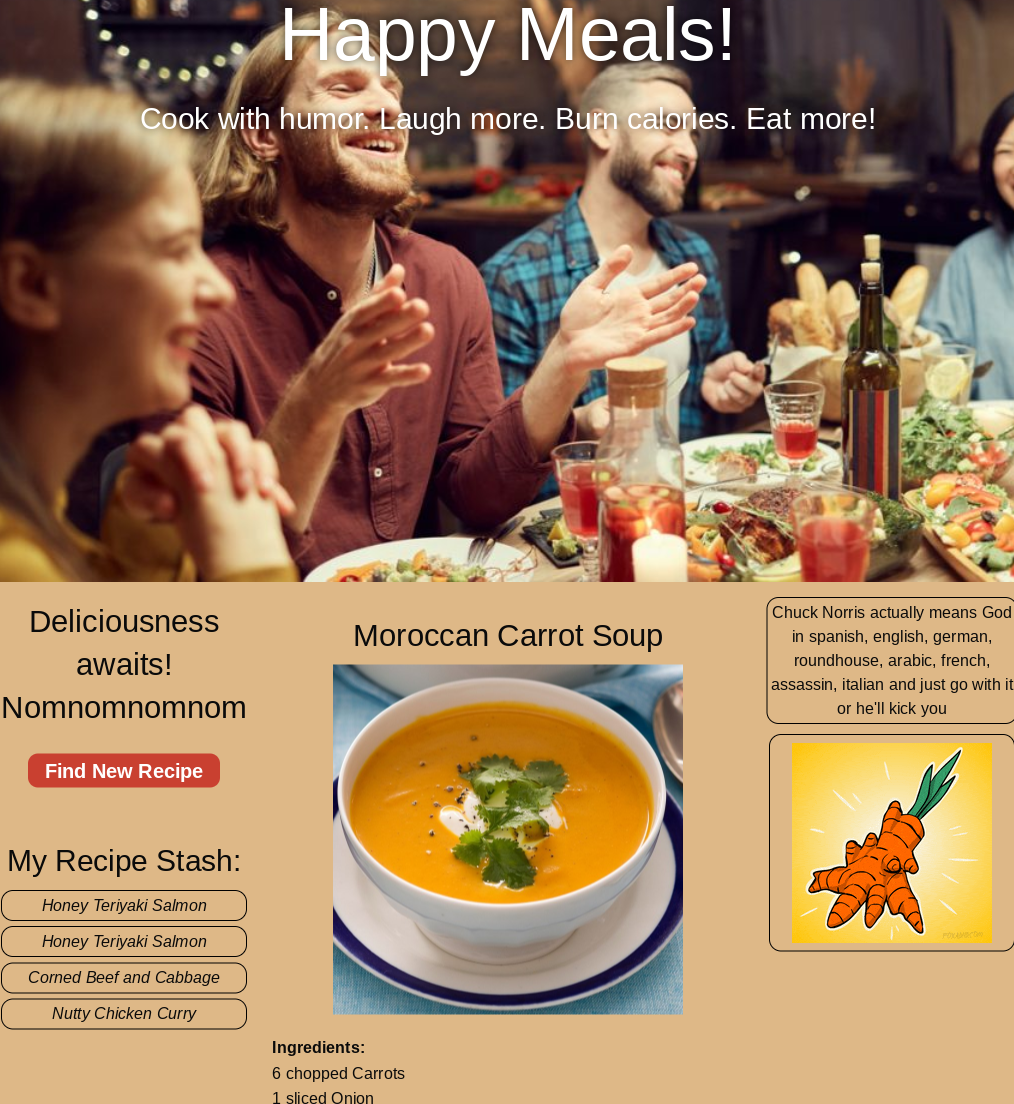 Happy Meals!
Cook with humor. Laugh more. Burn calories. Eat more!
Deliciousness
awaits!
Nomnomnomnom
Find New Recipe
My Recipe Stash:
Honey Teriyaki Salmon
Honey Teriyaki Salmon
Corned Beef and Cabbage
Nutty Chicken Curry
Moroccan Carrot Soup
Ingredients:
6 chopped Carrots
1 sliced Onion
Chuck Norris actually means God
in spanish, english, german,
roundhouse, arabic, french,
assassin, italian and just go with it
or he'll kick you